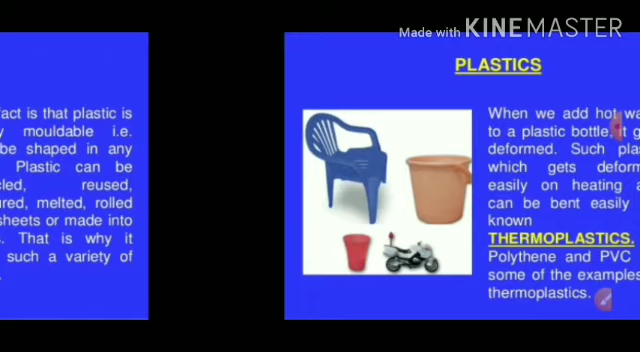 Made with KINEMASTER
fact is that plastic is
mouldable i.e.
be shaped in any
Plastic can be
reused,
melted, rolled
sheets or made into
That is why it
such a variety of
PLASTICS
When we add hot
to a plastic bottle, it
deformed. Such
which gets
easily on heating
can be bent easily
known
THERMOPLASTICS.
Polythene and PVC
some of the examples
thermoplastics.